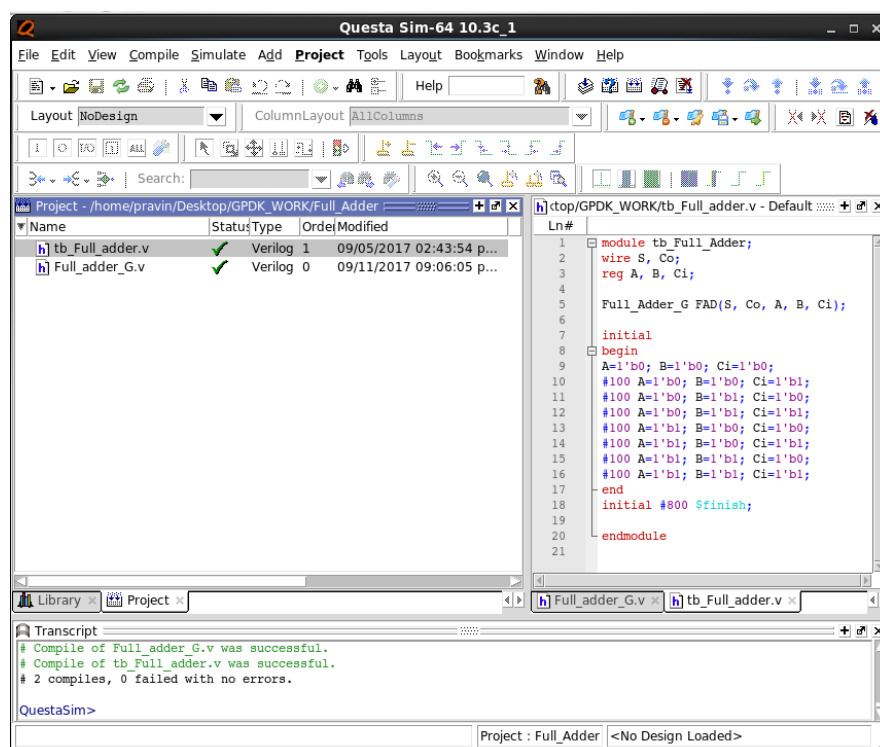 Questa Sim-64 10.3c_1
File Edit View Compile Simulate Add Project Tools Layout Bookmarks Window Help
Help
Layout NoDesign ColumnLayout AllColumns
Search:
Project - /home/pravin/Desktop/GPDK_WORK/Full_Adder
Name Status Type Order Modified
tb_Full_adder.v Verilog 1 09/05/2017 02:43:54 p...
Full_adder_G.v Verilog 0 09/11/2017 09:06:05 p...
Library Project
ctop/GPDK_WORK/tb_Full_adder.v - Default
Ln#
1 module tb_Full_Adder;
2 wire S, Co;
3 reg A, B, Ci;
4
5 Full_Adder_G FAD(S, Co, A, B, Ci);
6
7 initial
8 begin
9 A=1'b0; B=1'b0; Ci=1'b0;
10 #100 A=1'b0; B=1'b0; Ci=1'b1;
11 #100 A=1'b0; B=1'b1; Ci=1'b0;
12 #100 A=1'b0; B=1'b1; Ci=1'b1;
13 #100 A=1'b1; B=1'b0; Ci=1'b0;
14 #100 A=1'b1; B=1'b0; Ci=1'b1;
15 #100 A=1'b1; B=1'b1; Ci=1'b0;
16 #100 A=1'b1; B=1'b1; Ci=1'b1;
17 end
18 initial #800 $finish;
19
20 endmodule
21
Full_adder_G.v tb_Full_adder.v
Transcript
# Compile of Full_adder_G.v was successful.
# Compile of tb_Full_adder.v was successful.
# 2 compiles, 0 failed with no errors.
QuestaSim>
Project : Full_Adder <No Design Loaded>